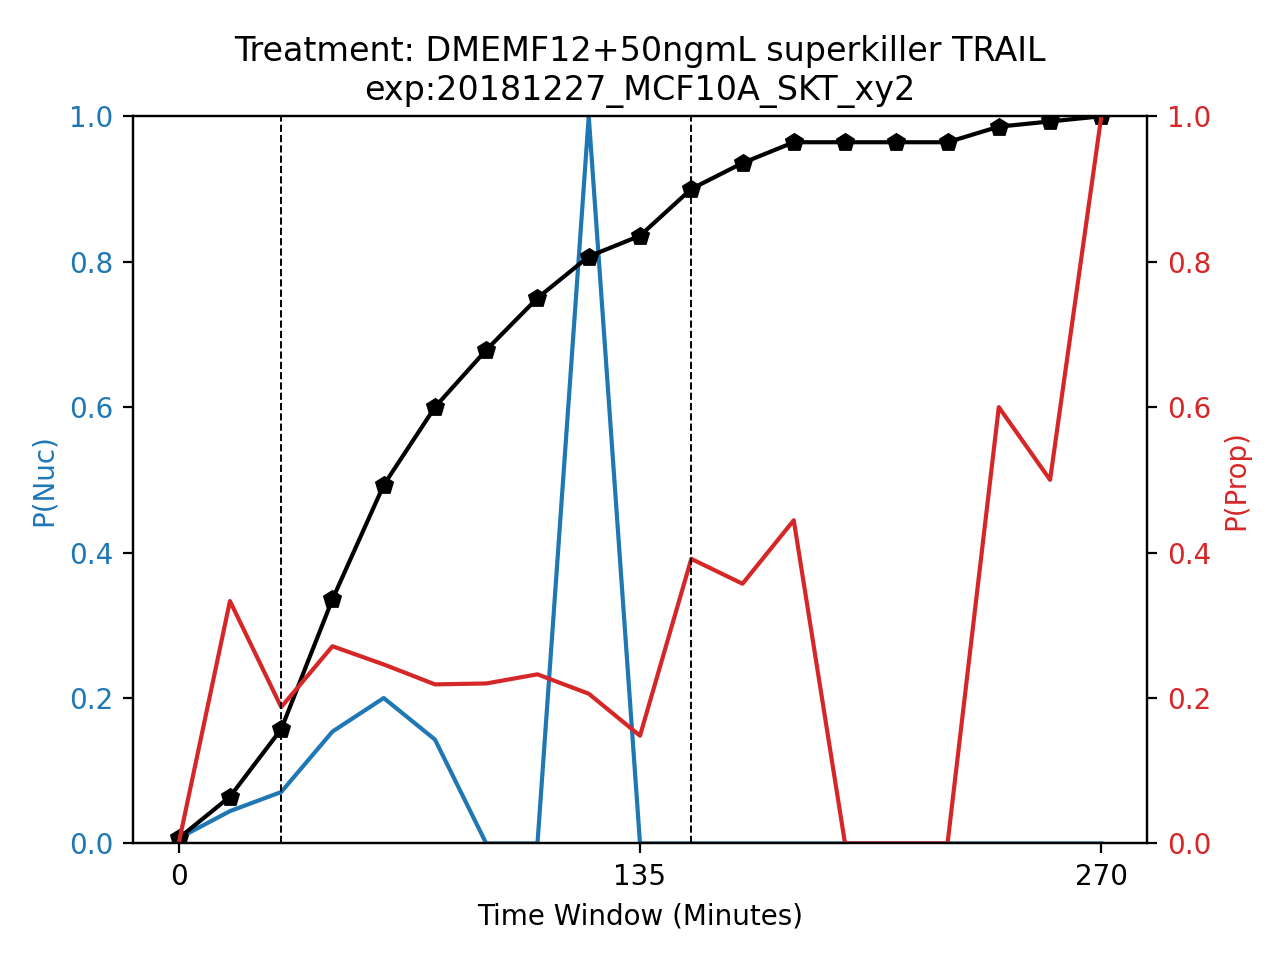 Treatment: DMEMF12+50ngmL superkiller TRAIL
exp:20181227_MCF10A_SKT_xy2
1.0
0.8
0.6
0.4
0.2
0.0
P(Nuc)
1.0
0.8
0.6
0.4
0.2
0.0
P(Prop)
0 135 270
Time Window (Minutes)